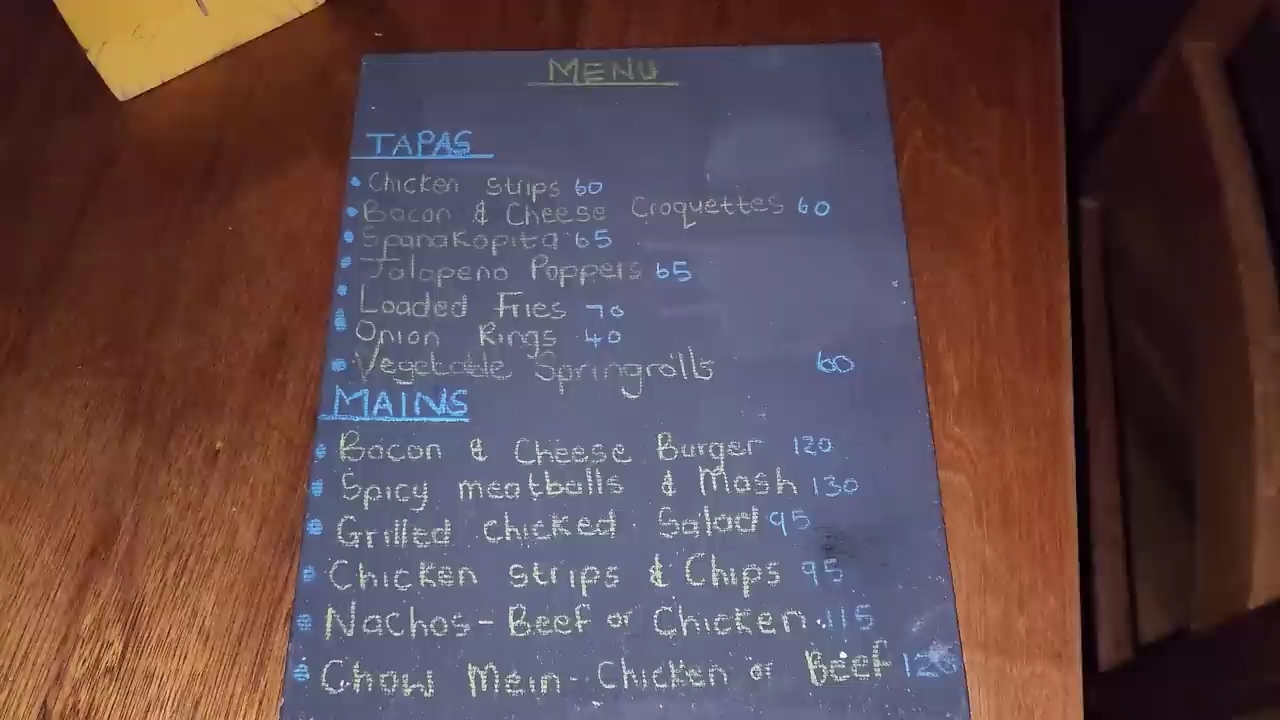 MENU
TAPAS
• Chicken strips 60
• Bacon & Cheese Croquettes 60
• Spanakopita 65
• Jalapeno Poppers 65
• Loaded Fries 70
• Onion Rings 40
• Vegetable Springrolls 60
MAINS
• Bacon & Cheese Burger 120
• Spicy meatballs & Mash 130
• Grilled chicked Salad 95
• Chicken strips & Chips 95
• Nachos - Beef or Chicken 115
• Chow Mein - Chicken or Beef